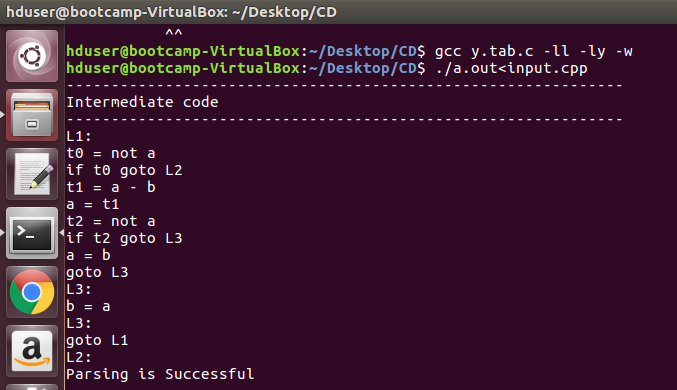 hduser@bootcamp-VirtualBox: ~/Desktop/CD
^^
hduser@bootcamp-VirtualBox:~/Desktop/CD$ gcc y.tab.c -ll -ly -w
hduser@bootcamp-VirtualBox:~/Desktop/CD$ ./a.out<input.cpp
--------------------------------------------------------------
Intermediate code
--------------------------------------------------------------
L1:
t0 = not a
if t0 goto L2
t1 = a - b
a = t1
t2 = not a
if t2 goto L3
a = b
goto L3
L3:
b = a
L3:
goto L1
L2:
Parsing is Successful